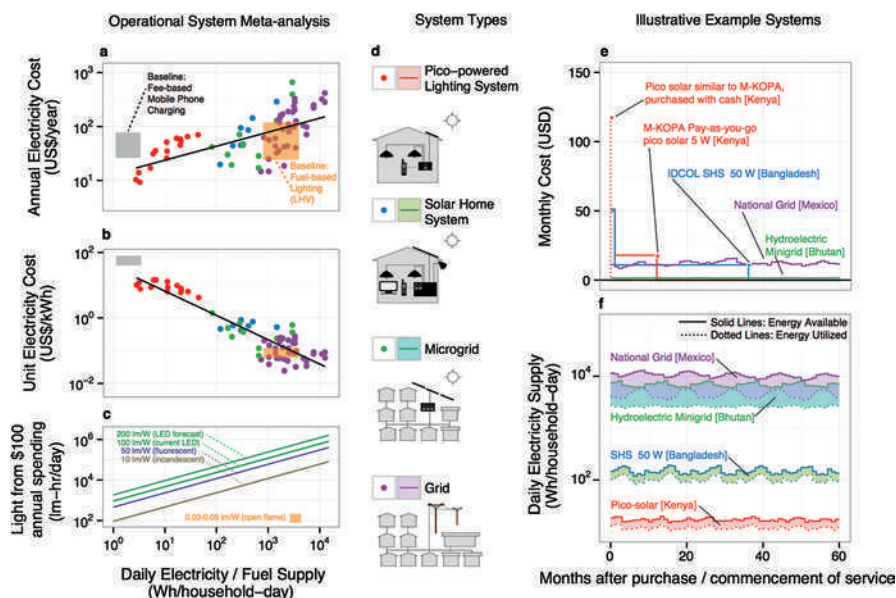 Operational System Meta-analysis
System Types
Illustrative Example Systems
a
Annual Electricity Cost
(US$/year)
10³
10²
10¹
Baseline:
Fee-based
Mobile Phone
Charging
Baseline:
Fuel-based
Lighting
(LHV)
b
Unit Electricity Cost
(US$/kWh)
10²
10⁰
10⁻²
c
Light from $100
annual spending
(lm-hr/day)
10⁶
10⁴
10²
200 lm/W (LED forecast)
100 lm/W (current LED)
50 lm/W (fluorescent)
10 lm/W (incandescent)
0.03-0.05 lm/W (open flame)
10⁰
10¹
10²
10³
10⁴
Daily Electricity / Fuel Supply
(Wh/household-day)
d
Pico-powered
Lighting System
Solar Home
System
Microgrid
Grid
e
Monthly Cost (USD)
150
100
50
0
Pico solar similar to M-KOPA,
purchased with cash [Kenya]
M-KOPA Pay-as-you-go
pico solar 5 W [Kenya]
IDCOL SHS 50 W [Bangladesh]
National Grid [Mexico]
Hydroelectric
Minigrid [Bhutan]
f
Daily Electricity Supply
(Wh/household-day)
Solid Lines: Energy Available
Dotted Lines: Energy Utilized
10⁴
10²
National Grid [Mexico]
Hydroelectric Minigrid [Bhutan]
SHS 50 W [Bangladesh]
Pico-solar [Kenya]
0
20
40
60
Months after purchase / commencement of service